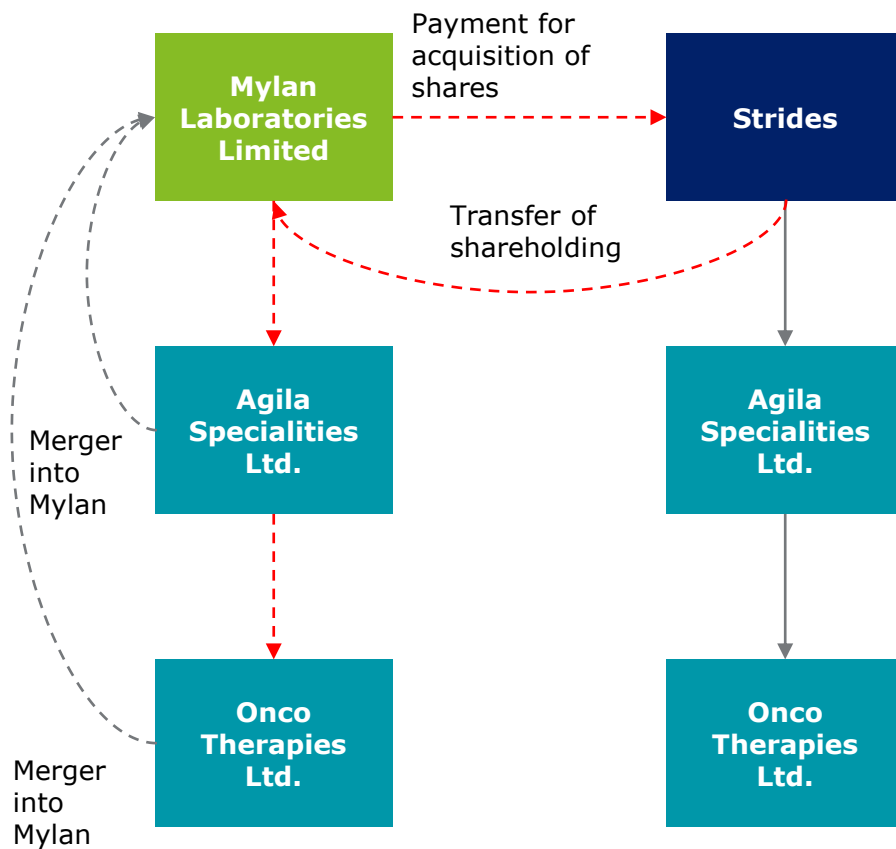 Payment for
acquisition of
shares
Mylan
Laboratories
Limited
Strides
Transfer of
shareholding
Agila
Specialities
Ltd.
Agila
Specialities
Ltd.
Merger
into
Mylan
Onco
Therapies
Ltd.
Onco
Therapies
Ltd.
Merger
into
Mylan